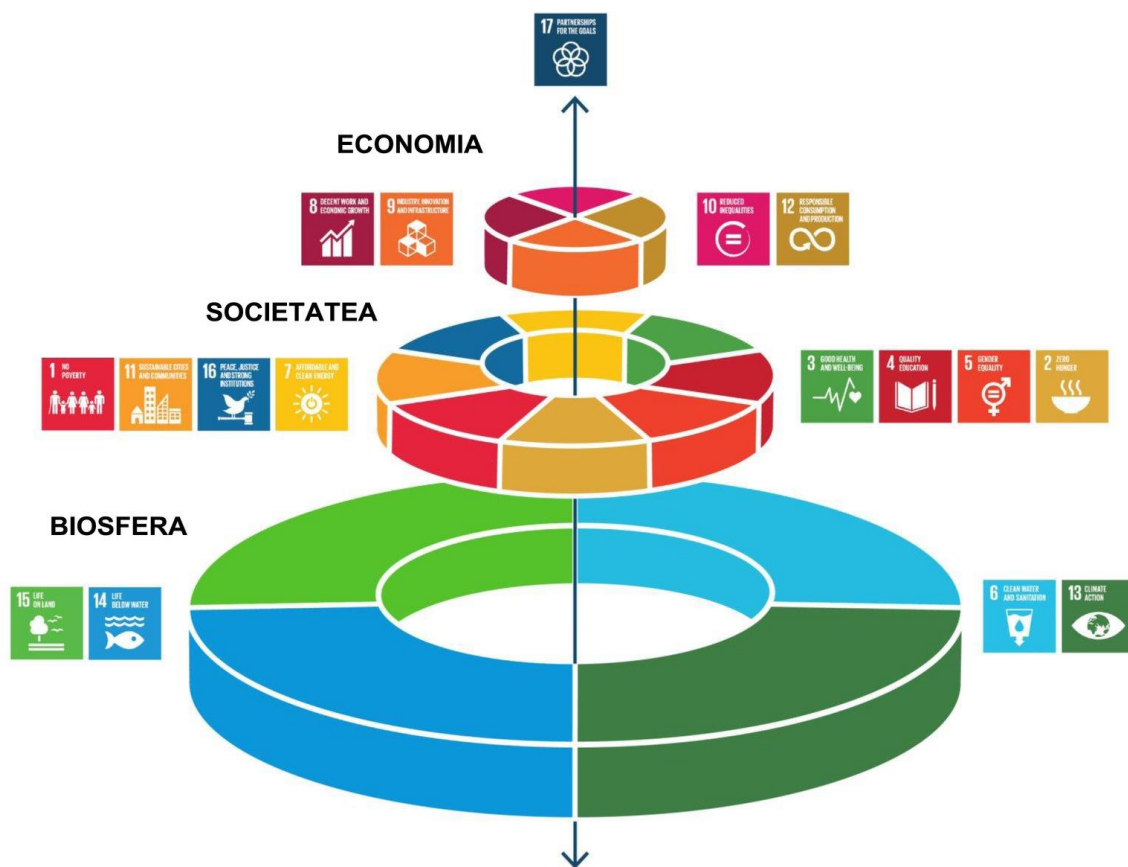 17 PARTNERSHIPS
FOR THE GOALS
ECONOMIA
8 DECENT WORK AND
ECONOMIC GROWTH
9 INDUSTRY, INNOVATION
AND INFRASTRUCTURE
10 REDUCED
INEQUALITIES
12 RESPONSIBLE
CONSUMPTION
AND PRODUCTION
SOCIETATEA
1 NO
POVERTY
11 SUSTAINABLE CITIES
AND COMMUNITIES
16 PEACE, JUSTICE
AND STRONG
INSTITUTIONS
7 AFFORDABLE AND
CLEAN ENERGY
3 GOOD HEALTH
AND WELL-BEING
4 QUALITY
EDUCATION
5 GENDER
EQUALITY
2 ZERO
HUNGER
BIOSFERA
15 LIFE
ON LAND
14 LIFE
BELOW WATER
6 CLEAN WATER
AND SANITATION
13 CLIMATE
ACTION